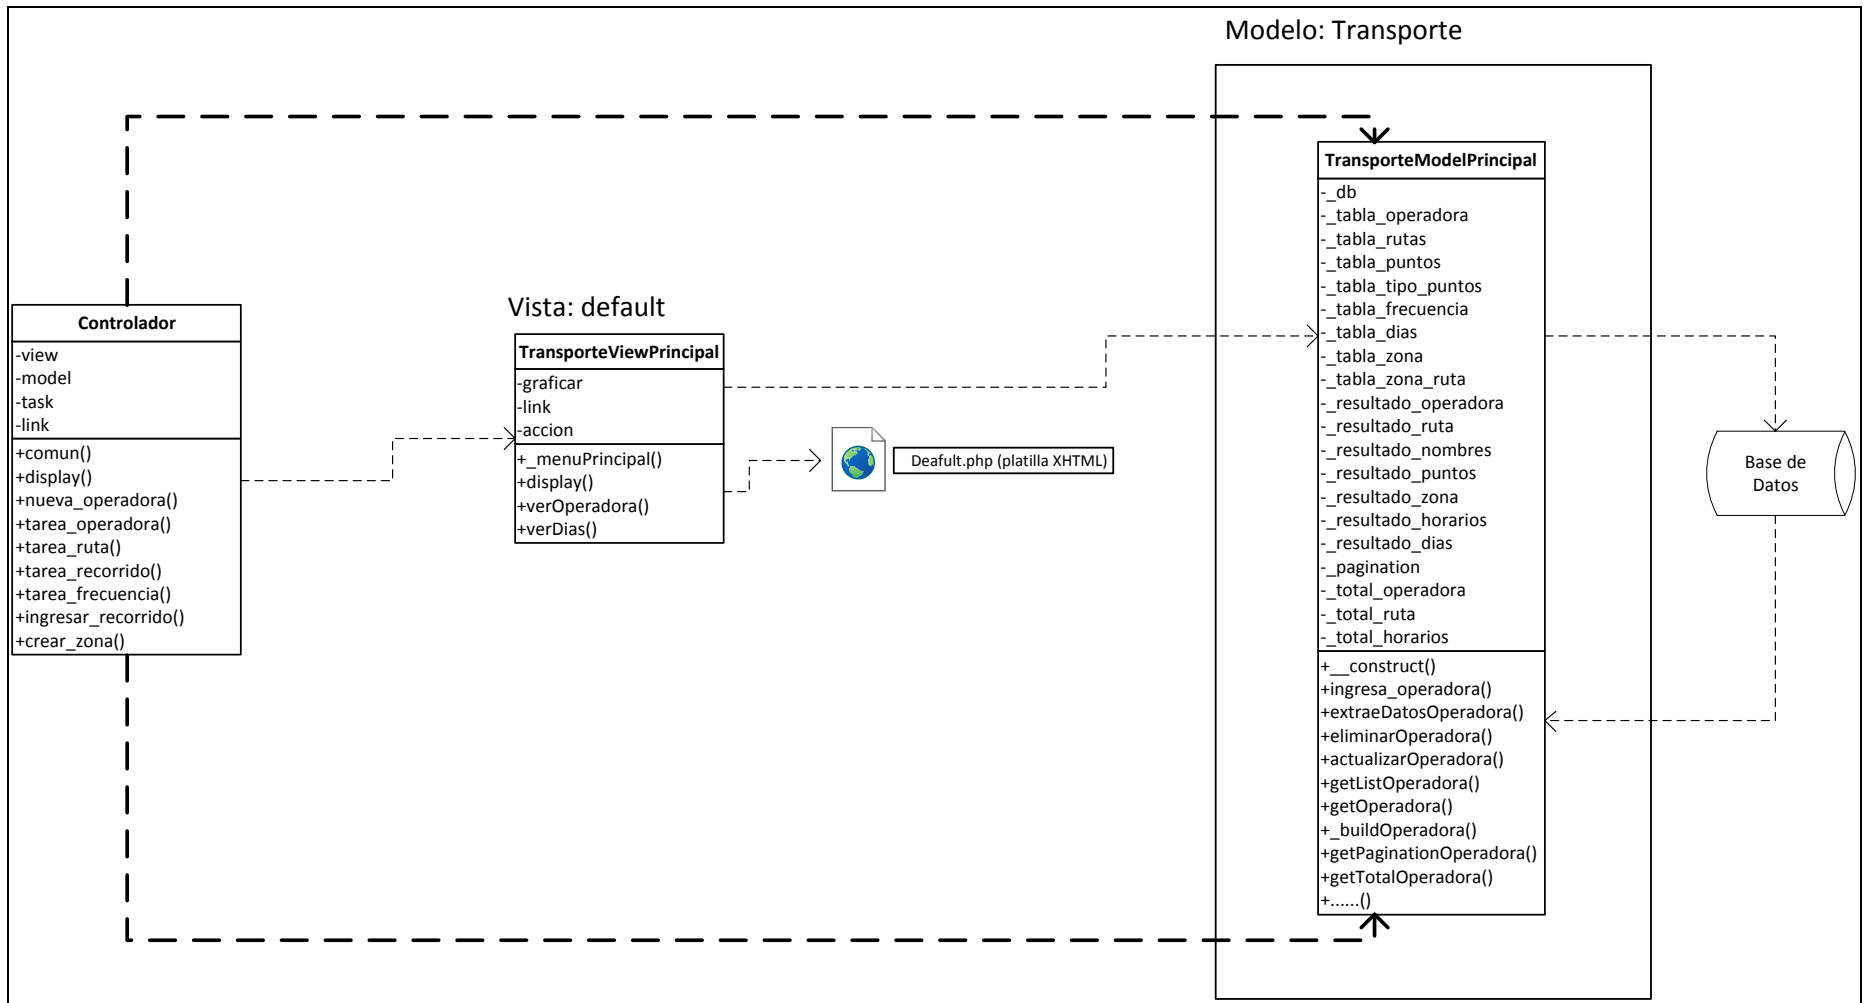 Modelo: Transporte
Controlador
-view
-model
-task
-link
+comun()
+display()
+nueva_operadora()
+tarea_operadora()
+tarea_ruta()
+tarea_recorrido()
+tarea_frecuencia()
+ingresar_recorrido()
+crear_zona()
Vista: default
TransporteViewPrincipal
-graficar
-link
-accion
+_menuPrincipal()
+display()
+verOperadora()
+verDias()
Deafult.php (platilla XHTML)
TransporteModelPrincipal
-_db
-_tabla_operadora
-_tabla_rutas
-_tabla_puntos
-_tabla_tipo_puntos
-_tabla_frecuencia
-_tabla_dias
-_tabla_zona
-_tabla_zona_ruta
-_resultado_operadora
-_resultado_ruta
-_resultado_nombres
-_resultado_puntos
-_resultado_zona
-_resultado_horarios
-_resultado_dias
-_pagination
-_total_operadora
-_total_ruta
-_total_horarios
+__construct()
+ingresa_operadora()
+extraeDatosOperadora()
+eliminarOperadora()
+actualizarOperadora()
+getListOperadora()
+getOperadora()
+_buildOperadora()
+getPaginationOperadora()
+getTotalOperadora()
+......()
Base de
Datos